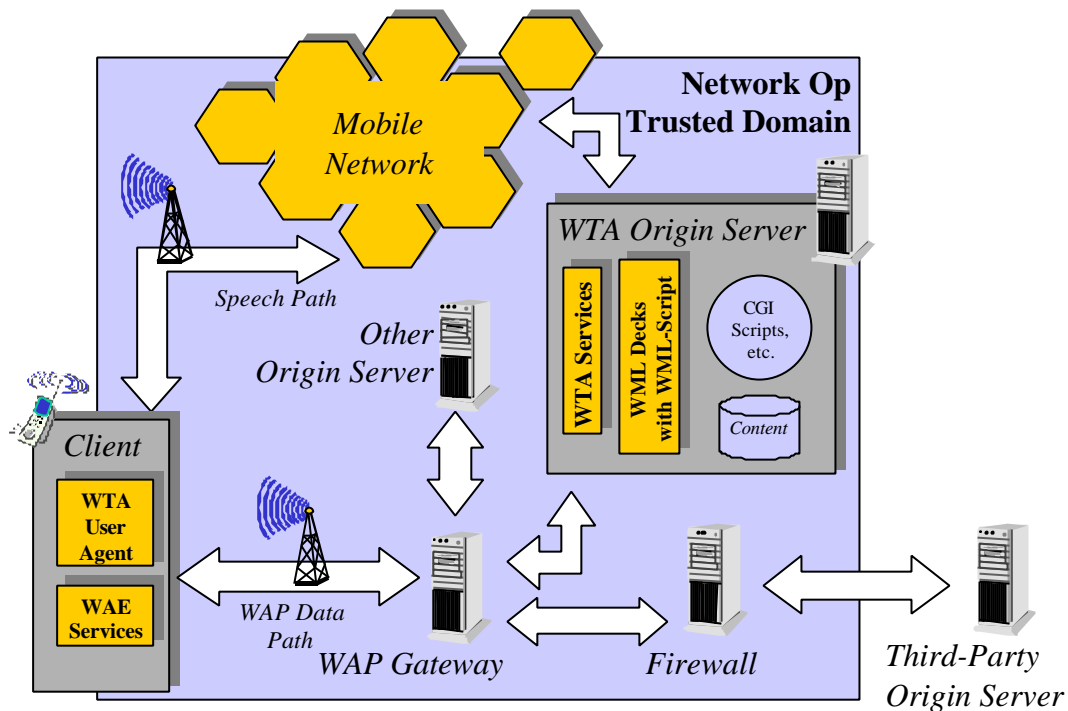 Network Op
Trusted Domain
Mobile
Network
WTA Origin Server
Speech Path
WTA Services
WML Decks
with WML-Script
CGI
Scripts,
etc.
Content
Other
Origin Server
Client
WTA
User
Agent
WAE
Services
WAP Data
Path
WAP Gateway
Firewall
Third-Party
Origin Server